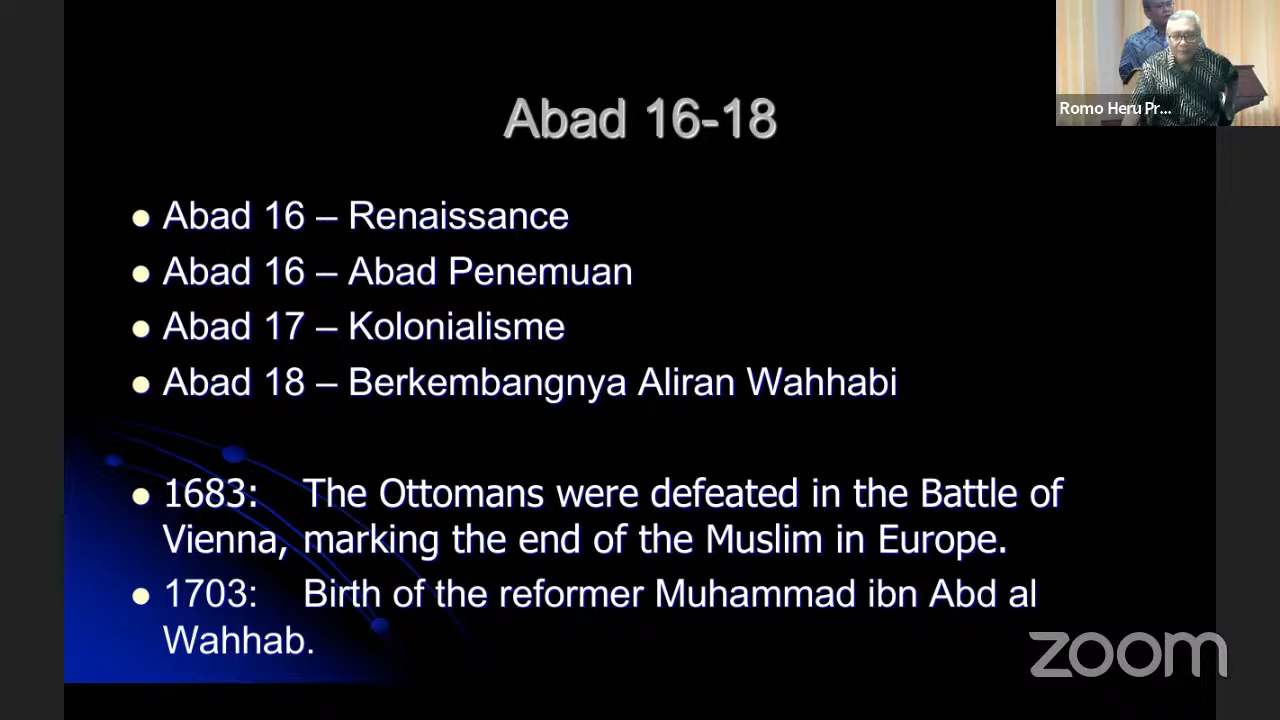 Abad 16-18
Romo Heru Pr...
Abad 16 – Renaissance
Abad 16 – Abad Penemuan
Abad 17 – Kolonialisme
Abad 18 – Berkembangnya Aliran Wahhabi
1683: The Ottomans were defeated in the Battle of
Vienna, marking the end of the Muslim in Europe.
1703: Birth of the reformer Muhammad ibn Abd al
Wahhab.
zoom